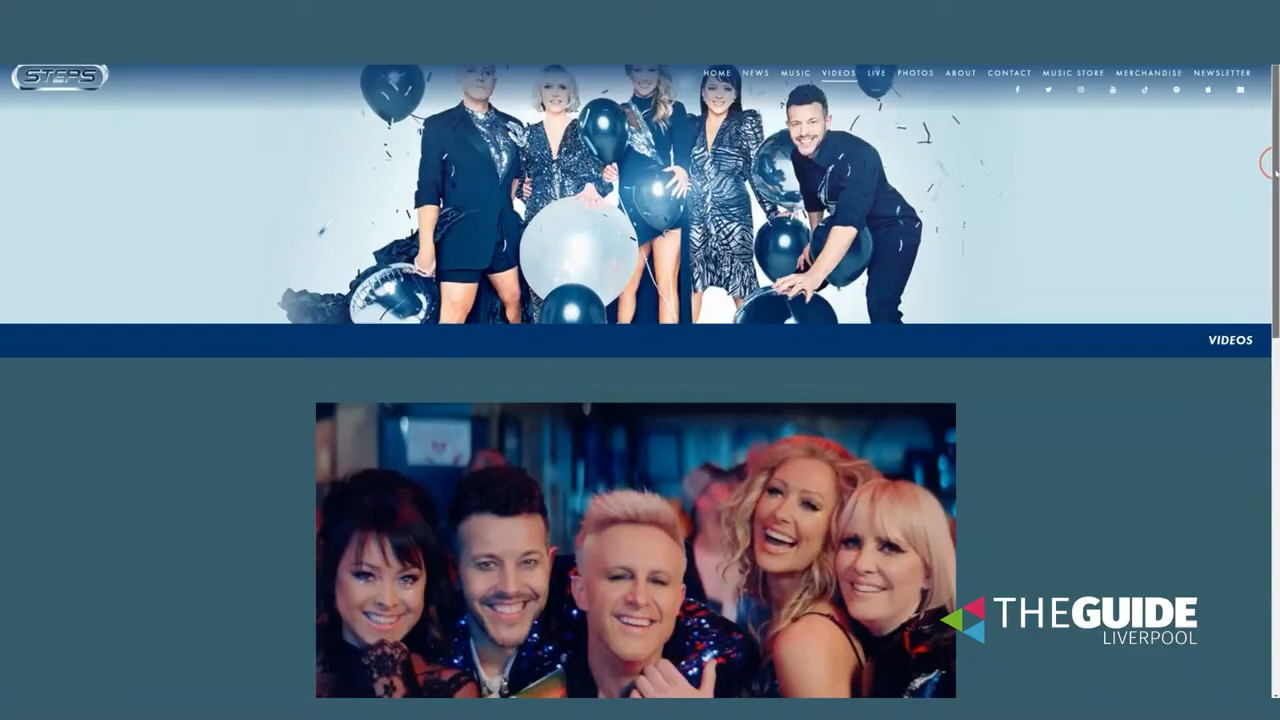 STEPS
HOME NEWS MUSIC VIDEOS LIVE PHOTOS ABOUT CONTACT MUSIC STORE MERCHANDISE NEWSLETTER
VIDEOS
THEGUIDE
LIVERPOOL